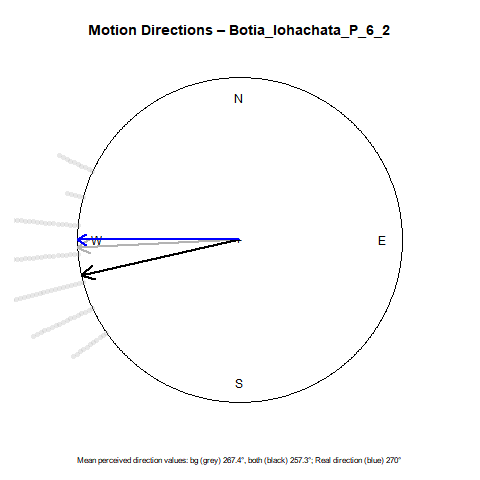 Motion Directions – Botia_lohachata_P_6_2
N
W
E
S
Mean perceived direction values: bg (grey) 267.4°, both (black) 257.3°; Real direction (blue) 270°